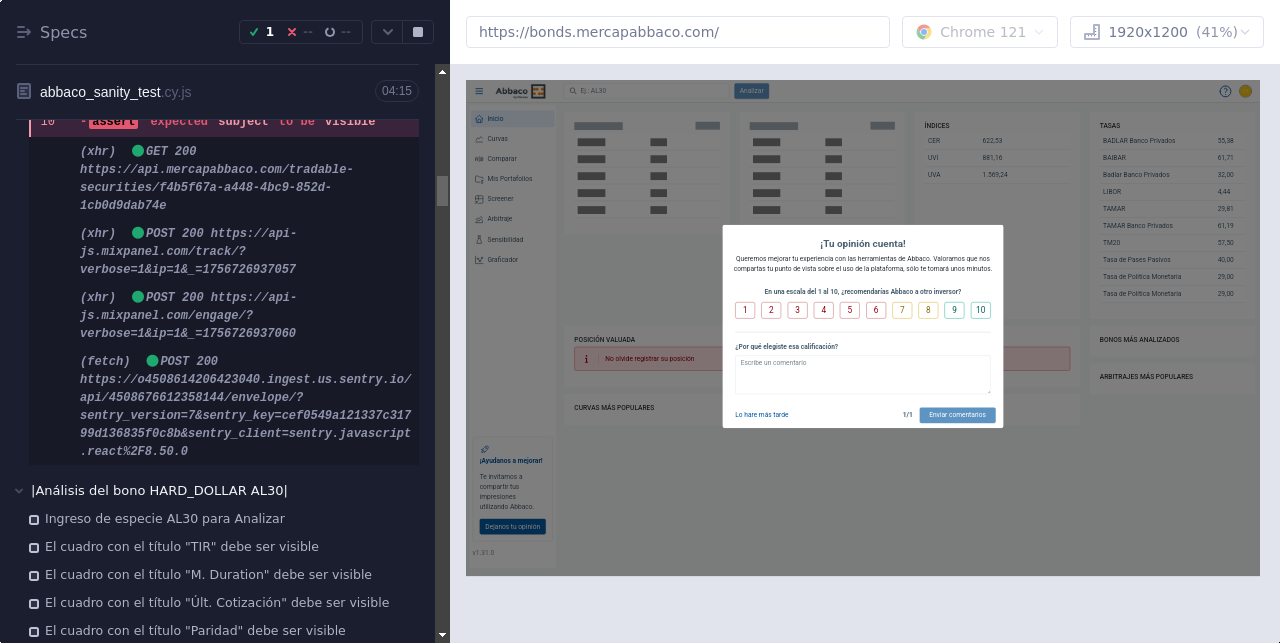 Specs
1
--
--
abbaco_sanity_test.cy.js
04:15
10 -assert expected subject to be visible
(xhr) GET 200
https://api.mercapabbaco.com/tradable-
securities/f4b5f67a-a448-4bc9-852d-
1cb0d9dab74e
(xhr) POST 200 https://api-
js.mixpanel.com/track/?
verbose=1&ip=1&_=1756726937057
(xhr) POST 200 https://api-
js.mixpanel.com/engage/?
verbose=1&ip=1&_=1756726937060
(fetch) POST 200
https://o4508614206423040.ingest.us.sentry.io/
api/4508676612358144/envelope/?
sentry_version=7&sentry_key=cef0549a121337c317
99d136835f0c8b&sentry_client=sentry.javascript
.react%2F8.50.0
|Análisis del bono HARD_DOLLAR AL30|
Ingreso de especie AL30 para Analizar
El cuadro con el título "TIR" debe ser visible
El cuadro con el título "M. Duration" debe ser visible
El cuadro con el título "Últ. Cotización" debe ser visible
El cuadro con el título "Paridad" debe ser visible
https://bonds.mercapabbaco.com/
Chrome 121
1920x1200 (41%)
Abbaco
Ej. AL30
Analizar
Inicio
Curvas
Comparar
Mis Portafolios
Screener
Arbitraje
Sensibilidad
Graficador
¡Ayudanos a mejorar!
Te invitamos a
compartir tus
impresiones
utilizando Abbaco.
Dejanos tu opinión
v1.31.0
ÍNDICES
CER 622,53
UVI 881,16
UVA 1.569,24
TASAS
BADLAR Banco Privados 55,38
BAIBAR 61,71
Badlar Banco Privados 32,00
LIBOR 4,44
TAMAR 29,81
TAMAR Banco Privados 61,19
TM20 57,50
Tasa de Pases Pasivos 40,00
Tasa de Política Monetaria 29,00
Tasa de Política Monetaria 29,00
POSICIÓN VALUADA
No olvide registrar su posición
CURVAS MÁS POPULARES
BONOS MÁS ANALIZADOS
ARBITRAJES MÁS POPULARES
¡Tu opinión cuenta!
Queremos mejorar tu experiencia con las herramientas de Abbaco. Valoramos que nos
compartas tu punto de vista sobre el uso de la plataforma, sólo te tomará unos minutos.
En una escala del 1 al 10, ¿recomendarías Abbaco a otro inversor?
1 2 3 4 5 6 7 8 9 10
¿Por qué elegiste esa calificación?
Escribe un comentario
Lo hare más tarde
1/1
Enviar comentarios